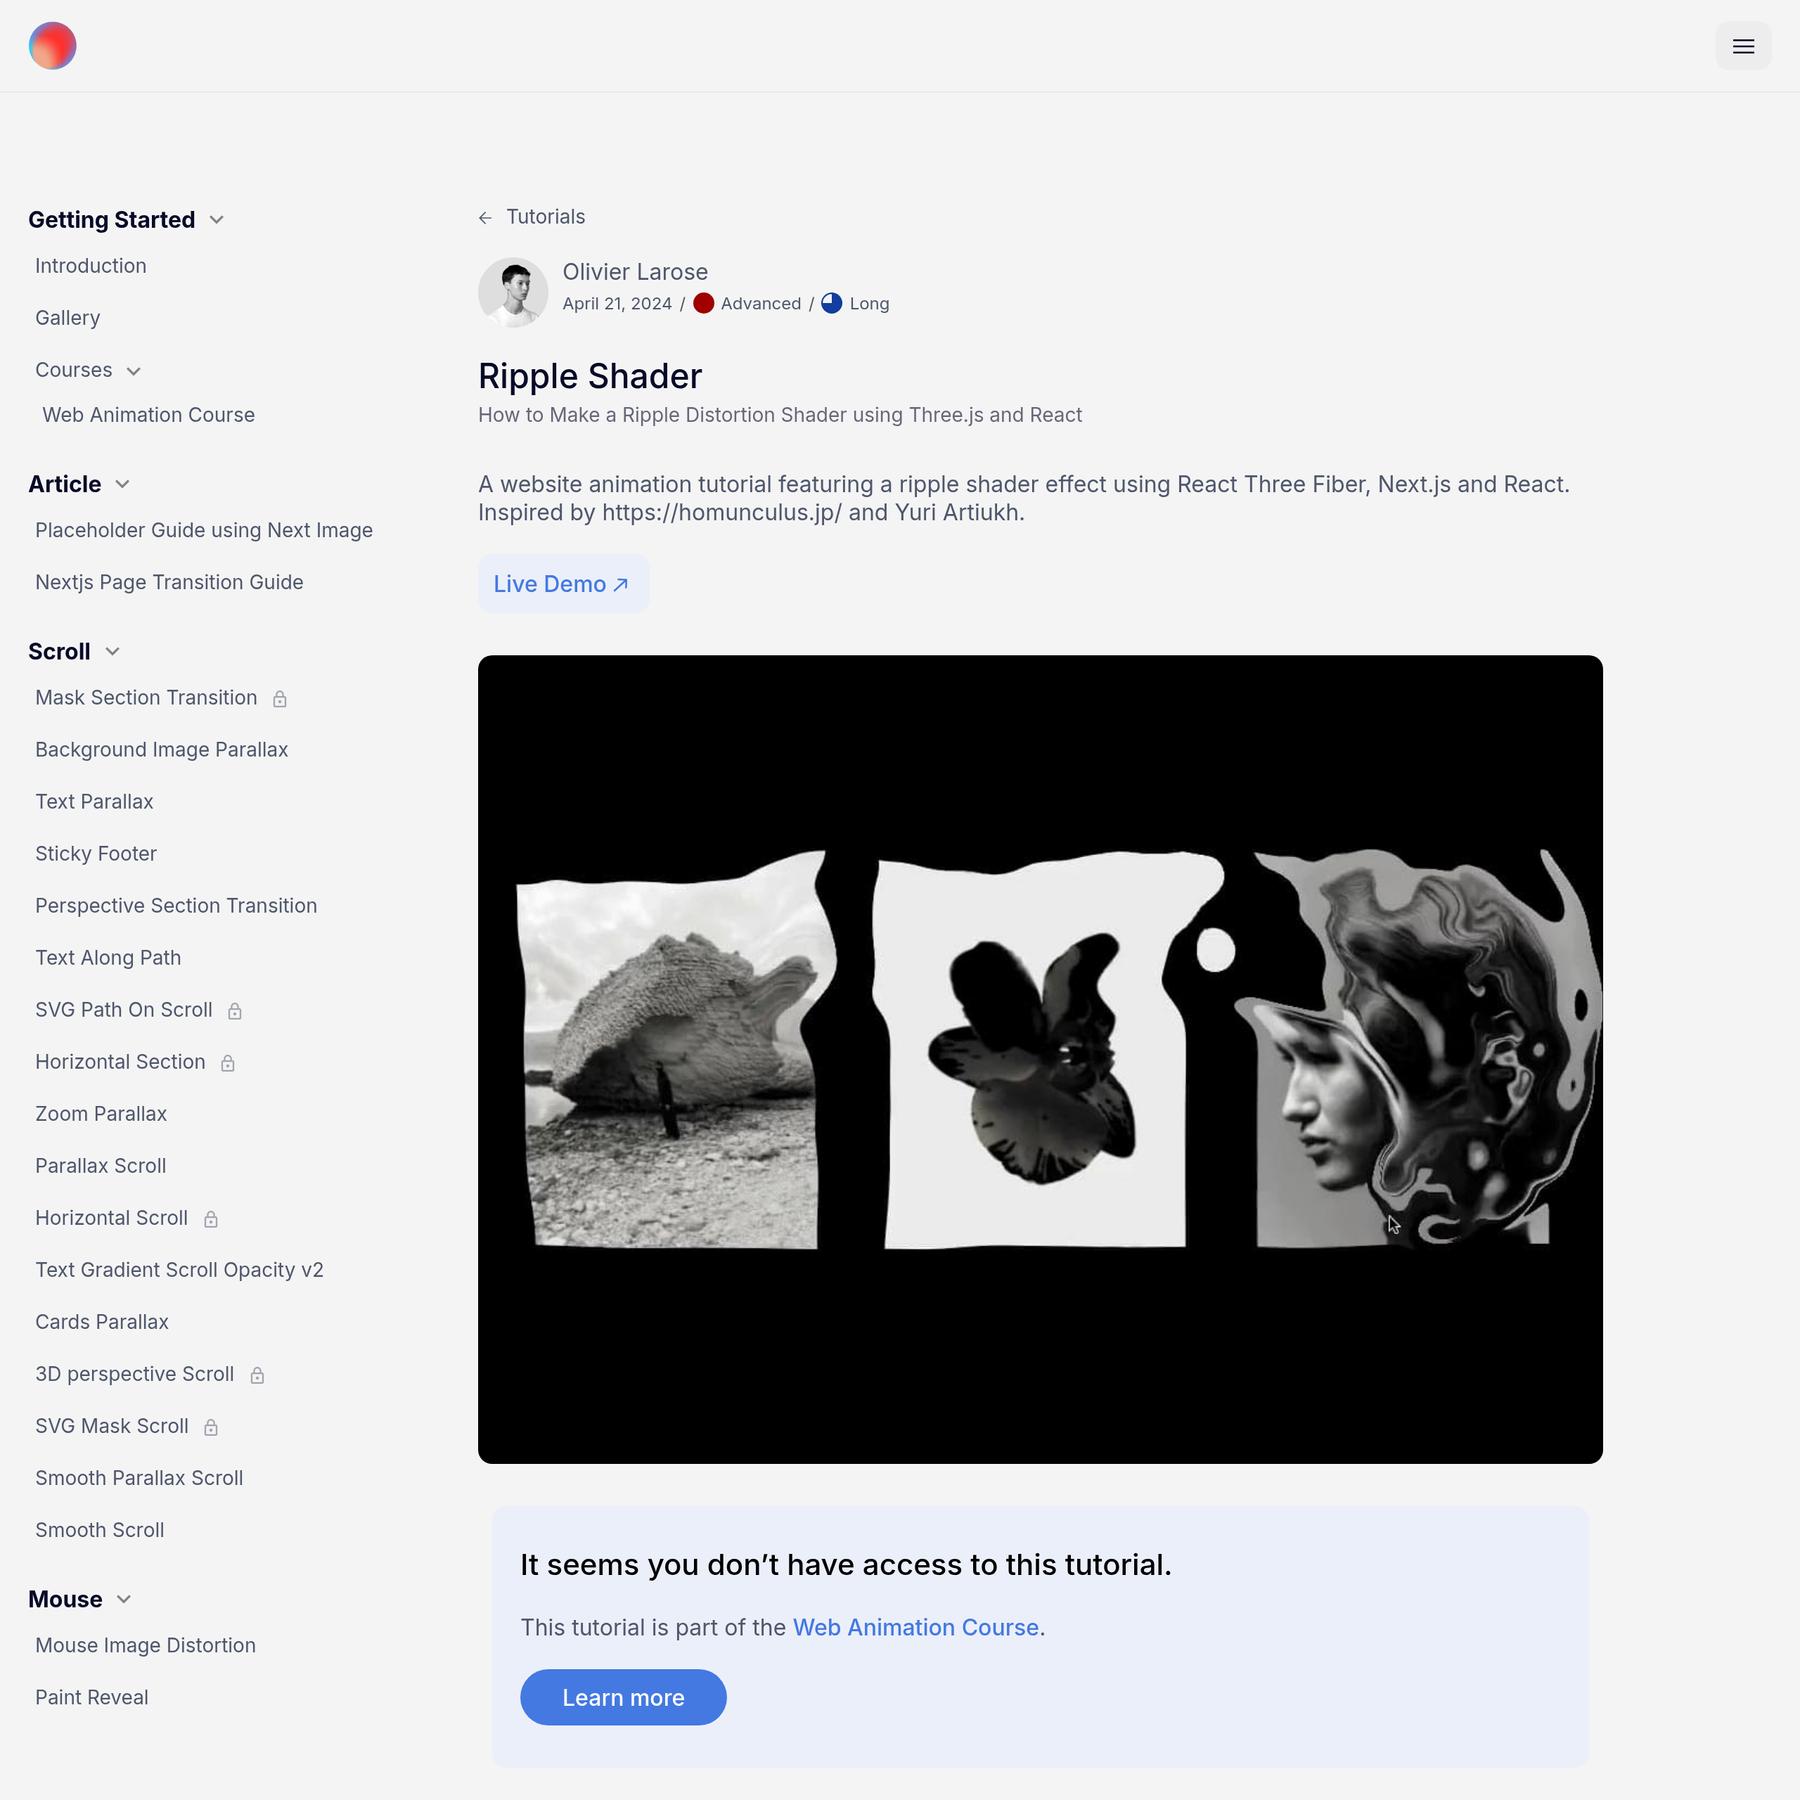 Getting Started
Introduction
Gallery
Courses
Web Animation Course
Article
Placeholder Guide using Next Image
Nextjs Page Transition Guide
Scroll
Mask Section Transition
Background Image Parallax
Text Parallax
Sticky Footer
Perspective Section Transition
Text Along Path
SVG Path On Scroll
Horizontal Section
Zoom Parallax
Parallax Scroll
Horizontal Scroll
Text Gradient Scroll Opacity v2
Cards Parallax
3D perspective Scroll
SVG Mask Scroll
Smooth Parallax Scroll
Smooth Scroll
Mouse
Mouse Image Distortion
Paint Reveal
← Tutorials
Olivier Larose
April 21, 2024 / Advanced / Long
Ripple Shader
How to Make a Ripple Distortion Shader using Three.js and React
A website animation tutorial featuring a ripple shader effect using React Three Fiber, Next.js and React.
Inspired by https://homunculus.jp/ and Yuri Artiukh.
Live Demo ↗
It seems you don’t have access to this tutorial.
This tutorial is part of the Web Animation Course.
Learn more